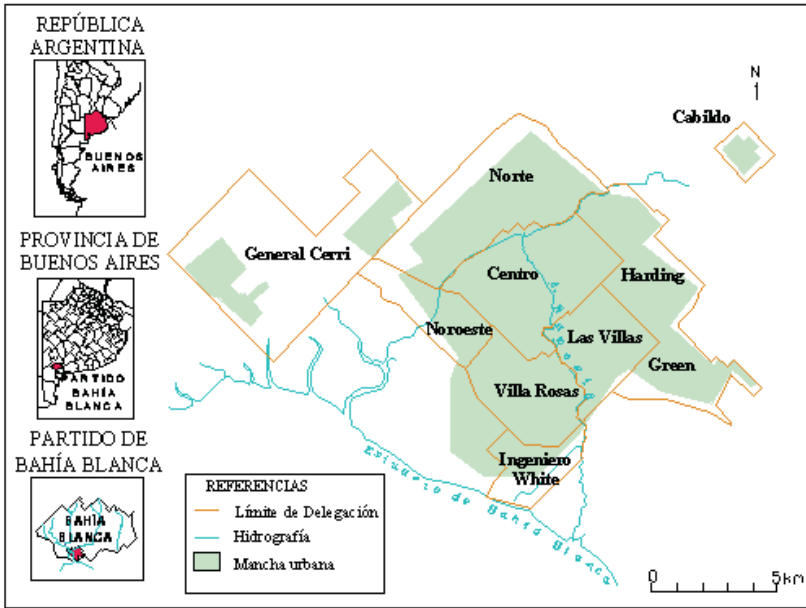 REPÚBLICA
ARGENTINA
BUENOS
AIRES
PROVINCIA DE
BUENOS AIRES
PARTIDO
BAHÍA
BLANCA
PARTIDO DE
BAHÍA BLANCA
BAHÍA
BLANCA
N
Cabildo
Norte
General Cerri
Centro
Harding
Noroeste
Las Villas
Green
Villa Rosas
Ingeniero
White
Estuario de Bahía Blanca
REFERENCIAS
Límite de Delegación
Hidrografía
Mancha urbana
0 5km